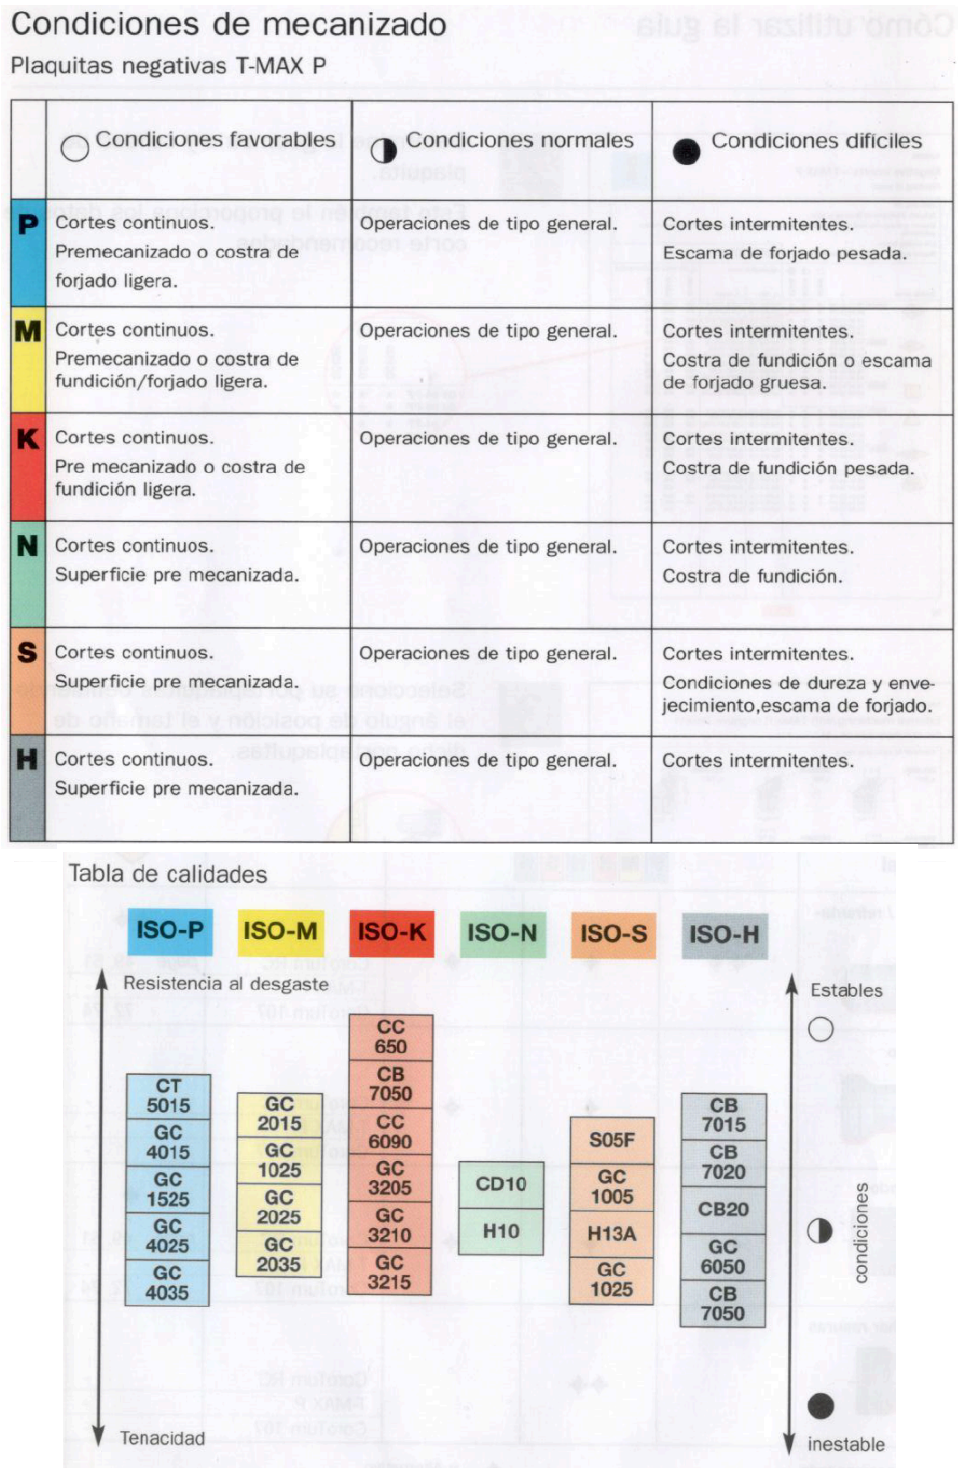 Condiciones de mecanizado
Plaquitas negativas T-MAX P
Condiciones favorables
Condiciones normales
Condiciones difíciles
P
Cortes continuos.
Premecanizado o costra de
forjado ligera.
Operaciones de tipo general.
Cortes intermitentes.
Escama de forjado pesada.
M
Cortes continuos.
Premecanizado o costra de
fundición/forjado ligera.
Operaciones de tipo general.
Cortes intermitentes.
Costra de fundición o escama
de forjado gruesa.
K
Cortes continuos.
Pre mecanizado o costra de
fundición ligera.
Operaciones de tipo general.
Cortes intermitentes.
Costra de fundición pesada.
N
Cortes continuos.
Superficie pre mecanizada.
Operaciones de tipo general.
Cortes intermitentes.
Costra de fundición.
S
Cortes continuos.
Superficie pre mecanizada.
Operaciones de tipo general.
Cortes intermitentes.
Condiciones de dureza y enve-
jecimiento,escama de forjado.
H
Cortes continuos.
Superficie pre mecanizada.
Operaciones de tipo general.
Cortes intermitentes.
Tabla de calidades
ISO-P
ISO-M
ISO-K
ISO-N
ISO-S
ISO-H
Resistencia al desgaste
Tenacidad
CT
5015
GC
4015
GC
1525
GC
4025
GC
4035
GC
2015
GC
1025
GC
2025
GC
2035
CC
650
CB
7050
CC
6090
GC
3205
GC
3210
GC
3215
CD10
H10
S05F
GC
1005
H13A
GC
1025
CB
7015
CB
7020
CB20
GC
6050
CB
7050
Estables
condiciones
inestable